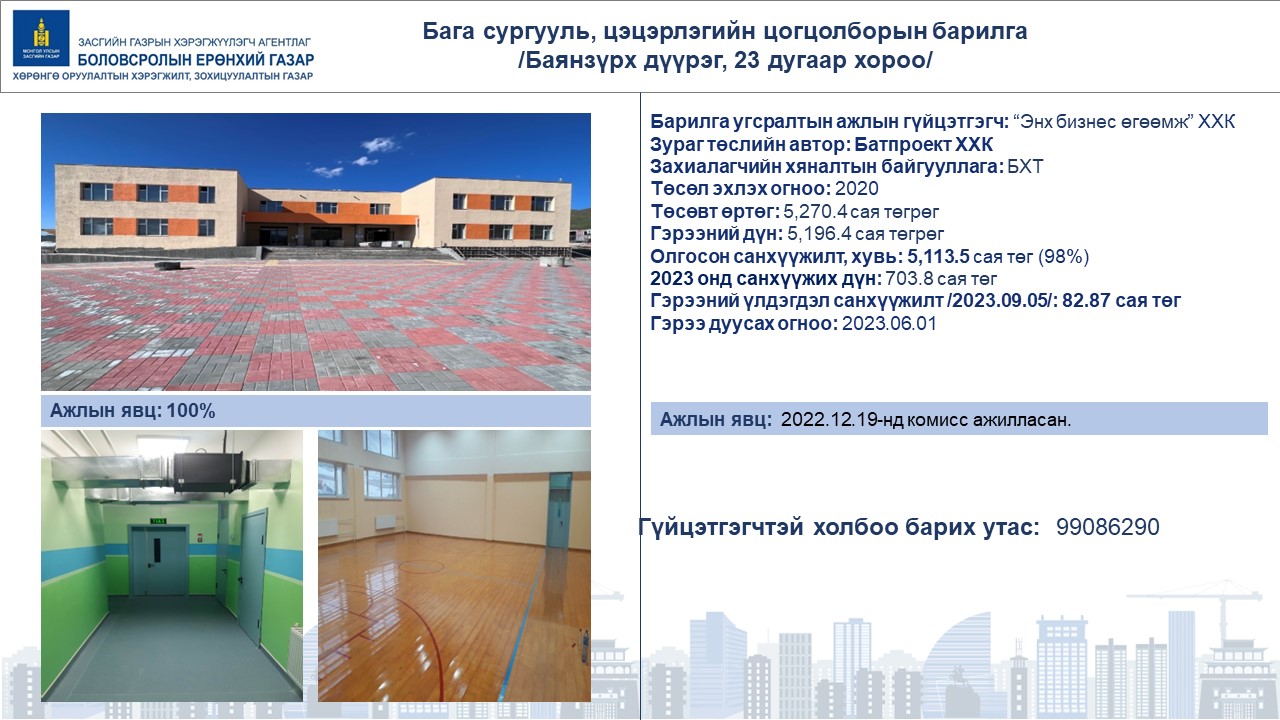 МОНГОЛ УЛСЫН
ЗАСГИЙН ГАЗАР
ЗАСГИЙН ГАЗРЫН ХЭРЭГЖҮҮЛЭГЧ АГЕНТЛАГ
БОЛОВСРОЛЫН ЕРӨНХИЙ ГАЗАР
ХӨРӨНГӨ ОРУУЛАЛТЫН ХЭРЭГЖИЛТ, ЗОХИЦУУЛАЛТЫН ГАЗАР
Бага сургууль, цэцэрлэгийн цогцолборын барилга
/Баянзүрх дүүрэг, 23 дугаар хороо/
Барилга угсралтын ажлын гүйцэтгэгч: “Энх бизнес өгөөмж” ХХК
Зураг төслийн автор: Батпроект ХХК
Захиалагчийн хяналтын байгууллага: БХТ
Төсөл эхлэх огноо: 2020
Төсөвт өртөг: 5,270.4 сая төгрөг
Гэрээний дүн: 5,196.4 сая төгрөг
Олгосон санхүүжилт, хувь: 5,113.5 сая төг (98%)
2023 онд санхүүжих дүн: 703.8 сая төг
Гэрээний үлдэгдэл санхүүжилт /2023.09.05/: 82.87 сая төг
Гэрээ дуусах огноо: 2023.06.01
Ажлын явц: 100%
Ажлын явц: 2022.12.19-нд комисс ажилласан.
Гүйцэтгэгчтэй холбоо барих утас: 99086290